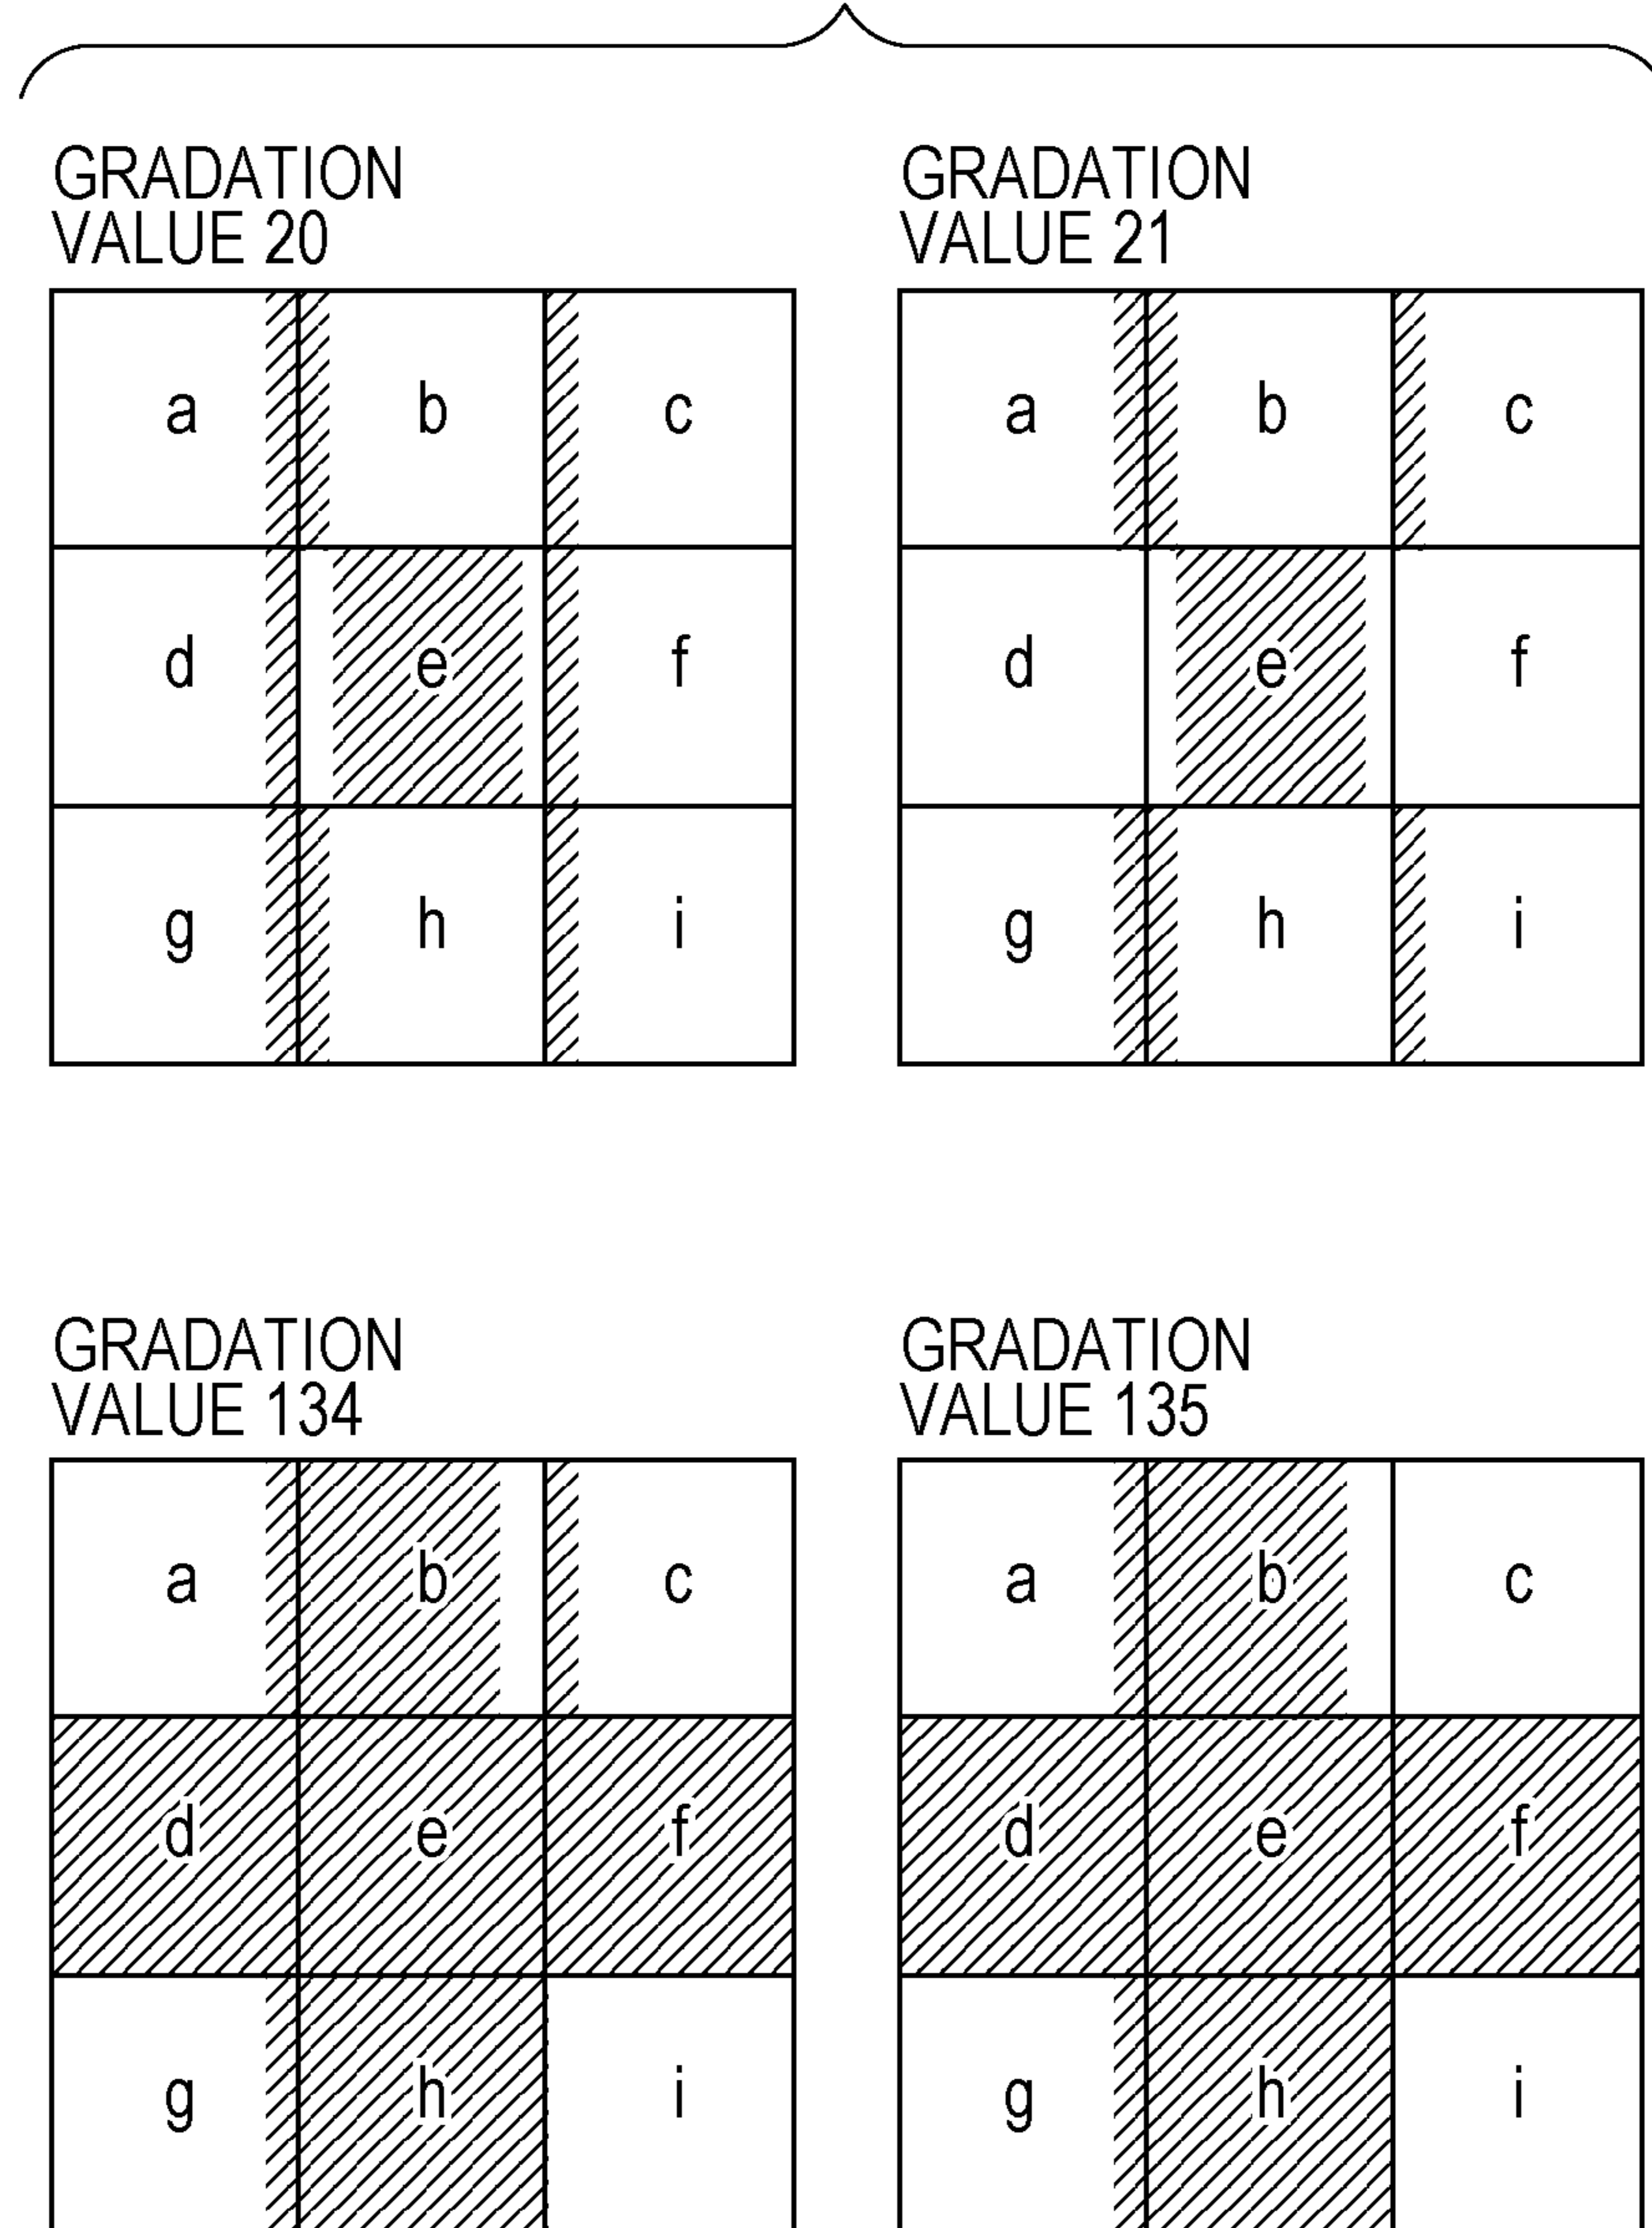 GRADATION
VALUE 20
GRADATION
VALUE 21
a b c
a b c
d e f
d e f
g h i
g h i
GRADATION
VALUE 134
GRADATION
VALUE 135
a b c
a b c
d e f
d e f
g h i
g h i